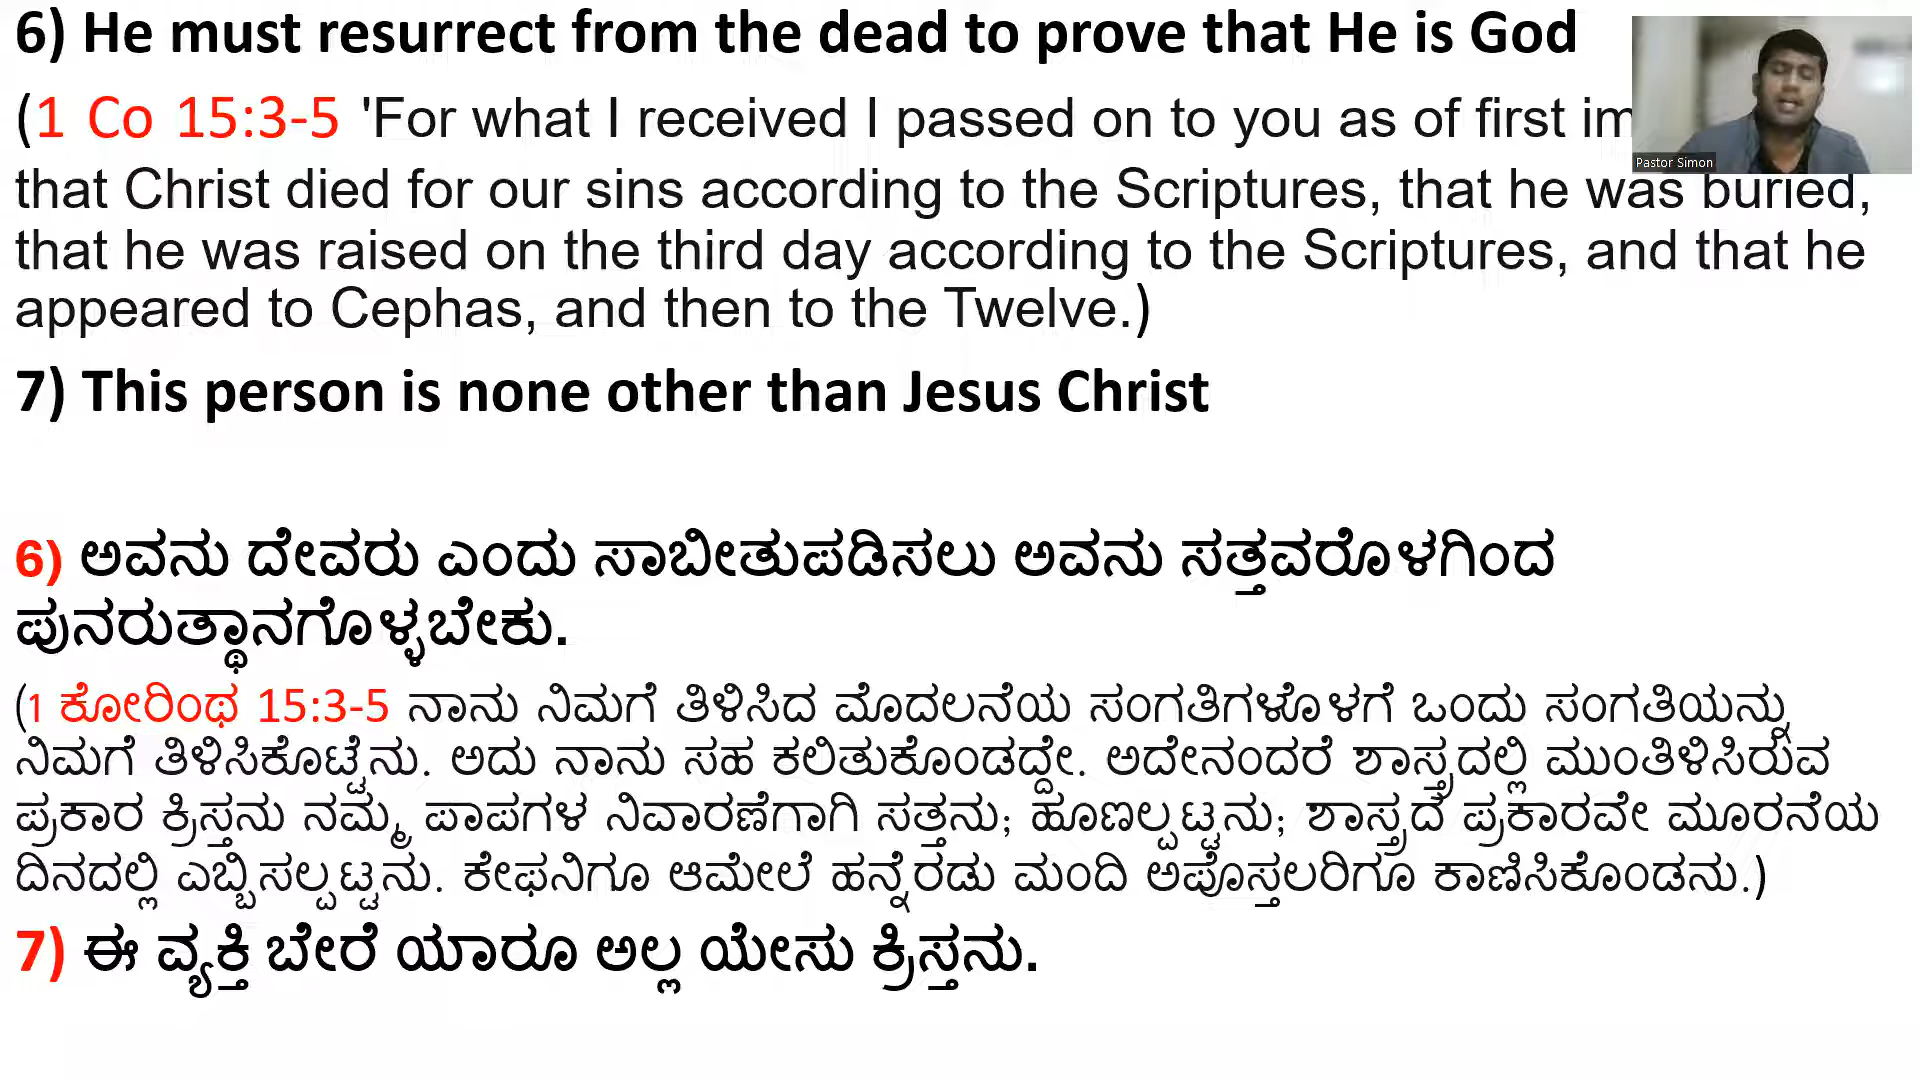 6) He must resurrect from the dead to prove that He is God
(1 Co 15:3-5 'For what I received I passed on to you as of first
Pastor Simon
that Christ died for our sins according to the Scriptures, that he was buried,
that he was raised on the third day according to the Scriptures, and that he
appeared to Cephas, and then to the Twelve.)
7) This person is none other than Jesus Christ
6) ಅವನು ದೇವರು ಎಂದು ಸಾಬೀತುಪಡಿಸಲು ಅವನು ಸತ್ತವರೊಳಗಿಂದ
ಪುನರುತ್ಥಾನಗೊಳ್ಳಬೇಕು.
(1 ಕೋರಿಂಥ 15:3-5 ನಾನು ನಿಮಗೆ ತಿಳಿಸಿದ ಮೊದಲನೆಯ ಸಂಗತಿಗಳೊಳಗೆ ಒಂದು ಸಂಗತಿಯನ್ನು
ನಿಮಗೆ ತಿಳಿಸಿಕೊಟ್ಟೆನು. ಅದು ನಾನು ಸಹ ಕಲಿತುಕೊಂಡದ್ದೇ. ಅದೇನಂದರೆ ಶಾಸ್ತ್ರದಲ್ಲಿ ಮುಂತಿಳಿಸಿರುವ
ಪ್ರಕಾರ ಕ್ರಿಸ್ತನು ನಮ್ಮ ಪಾಪಗಳ ನಿವಾರಣೆಗಾಗಿ ಸತ್ತನು; ಹೂಣಲ್ಪಟ್ಟನು; ಶಾಸ್ತ್ರದ ಪ್ರಕಾರವೇ ಮೂರನೆಯ
ದಿನದಲ್ಲಿ ಎಬ್ಬಿಸಲ್ಪಟ್ಟನು. ಕೇಫನಿಗೂ ಆಮೇಲೆ ಹನ್ನೆರಡು ಮಂದಿ ಅಪೊಸ್ತಲರಿಗೂ ಕಾಣಿಸಿಕೊಂಡನು.)
7) ಈ ವ್ಯಕ್ತಿ ಬೇರೆ ಯಾರೂ ಅಲ್ಲ ಯೇಸು ಕ್ರಿಸ್ತನು.